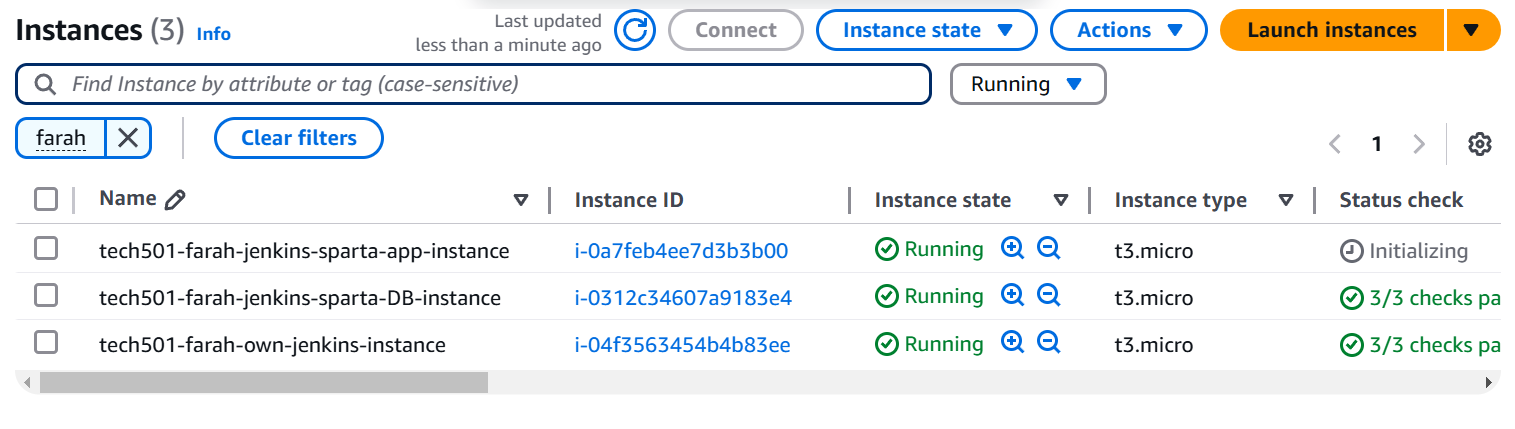 Instances (3) Info
Last updated
less than a minute ago
Connect
Instance state
Actions
Launch instances
Find Instance by attribute or tag (case-sensitive)
Running
farah
Clear filters
1
Name Instance ID Instance state Instance type Status check
tech501-farah-jenkins-sparta-app-instance i-0a7feb4ee7d3b3b00 Running t3.micro Initializing
tech501-farah-jenkins-sparta-DB-instance i-0312c34607a9183e4 Running t3.micro 3/3 checks pa
tech501-farah-own-jenkins-instance i-04f3563454b4b83ee Running t3.micro 3/3 checks pa